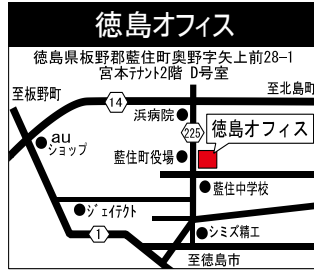 徳島オフィス
徳島県板野郡藍住町奥野字矢上前28-1
宮本テナント2階 D号室
至板野町
14
至北島町
浜病院
225
徳島オフィス
au
ショップ
藍住町役場
藍住中学校
ジェイテクト
1
シミズ精工
至徳島市